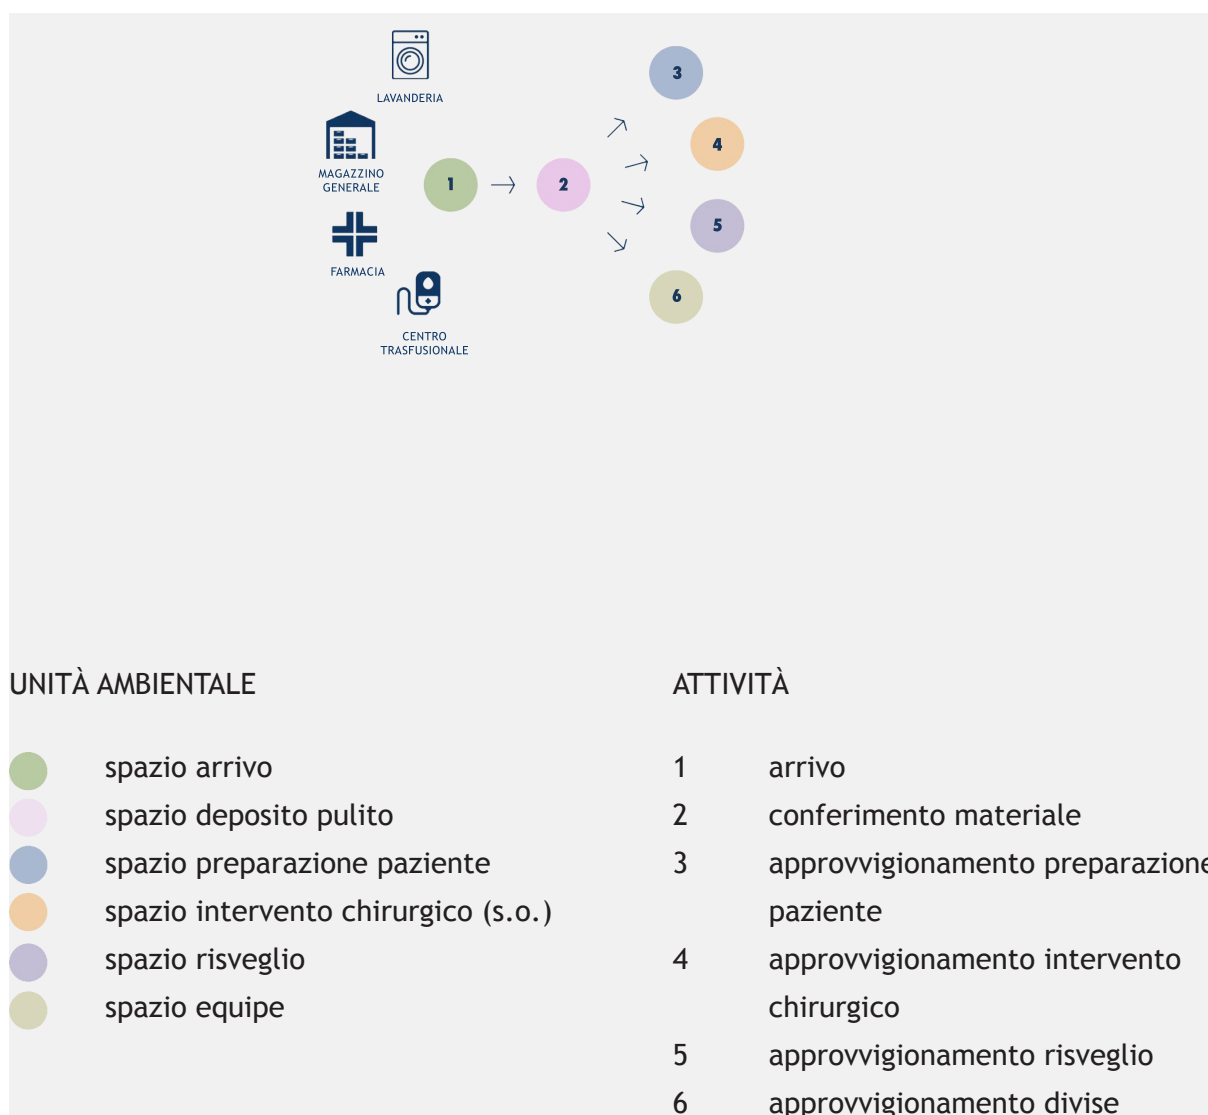 LAVANDERIA
MAGAZZINO
GENERALE
FARMACIA
CENTRO
TRASFUSIONALE
1
2
3
4
5
6
UNITÀ AMBIENTALE
spazio arrivo
spazio deposito pulito
spazio preparazione paziente
spazio intervento chirurgico (s.o.)
spazio risveglio
spazio equipe
ATTIVITÀ
1 arrivo
2 conferimento materiale
3 approvvigionamento preparazione
paziente
4 approvvigionamento intervento
chirurgico
5 approvvigionamento risveglio
6 approvvigionamento divise